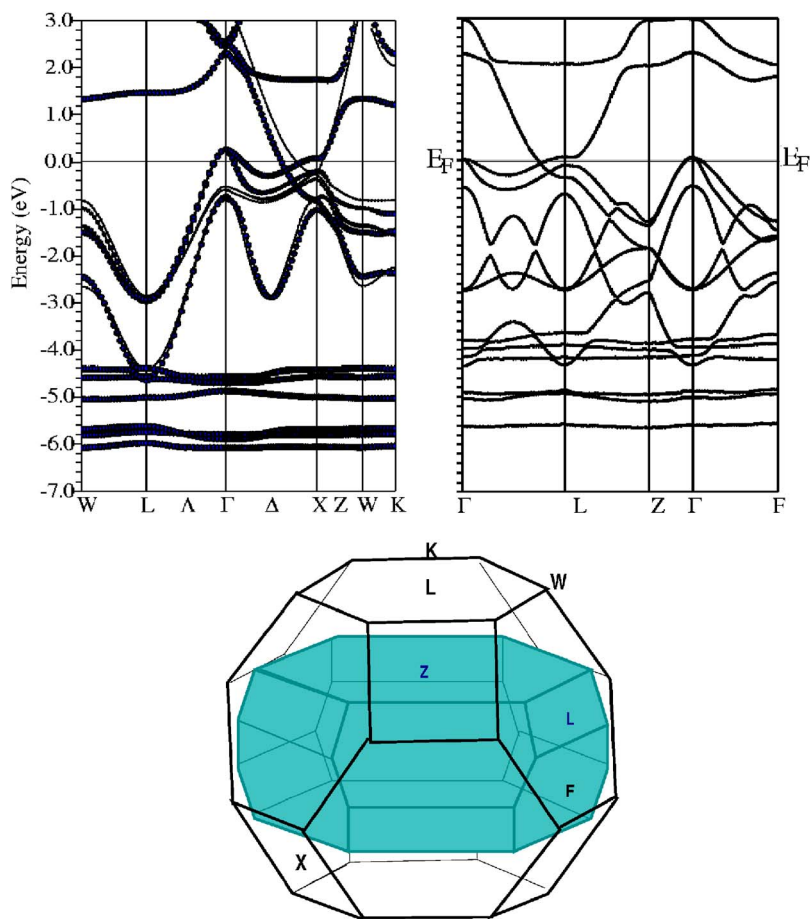 3.0
2.0
1.0
0.0
-1.0
-2.0
-3.0
-4.0
-5.0
-6.0
-7.0
Energy (eV)
W L Λ Γ Δ X Z W K
E_F E_F
Γ L Z Γ F
K
L W
Z
L
F
X